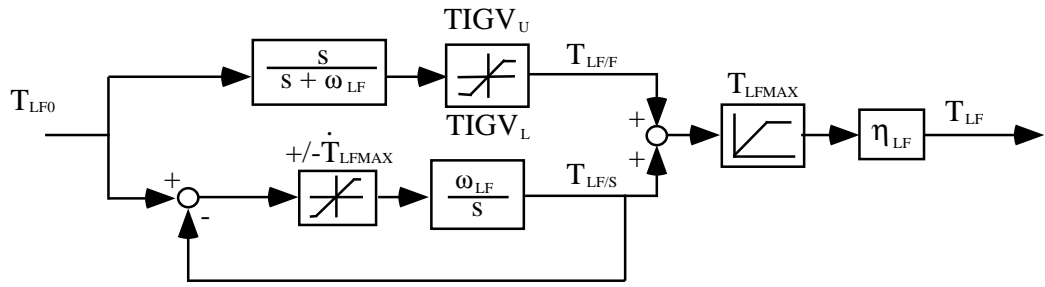 TIGV_U
s
s + ω_LF
T_LF/F
T_LF0
TIGV_L
T_LFMAX
+
+
η_LF
T_LF
+/-Ṫ_LFMAX
+
-
ω_LF
s
T_LF/S